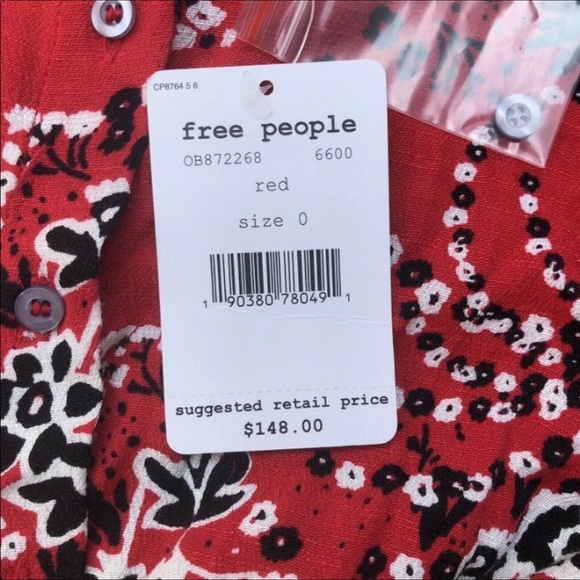 CP8764 5 6
free people
OB872268 6600
red
size 0
1 90380 78049 1
suggested retail price
$148.00